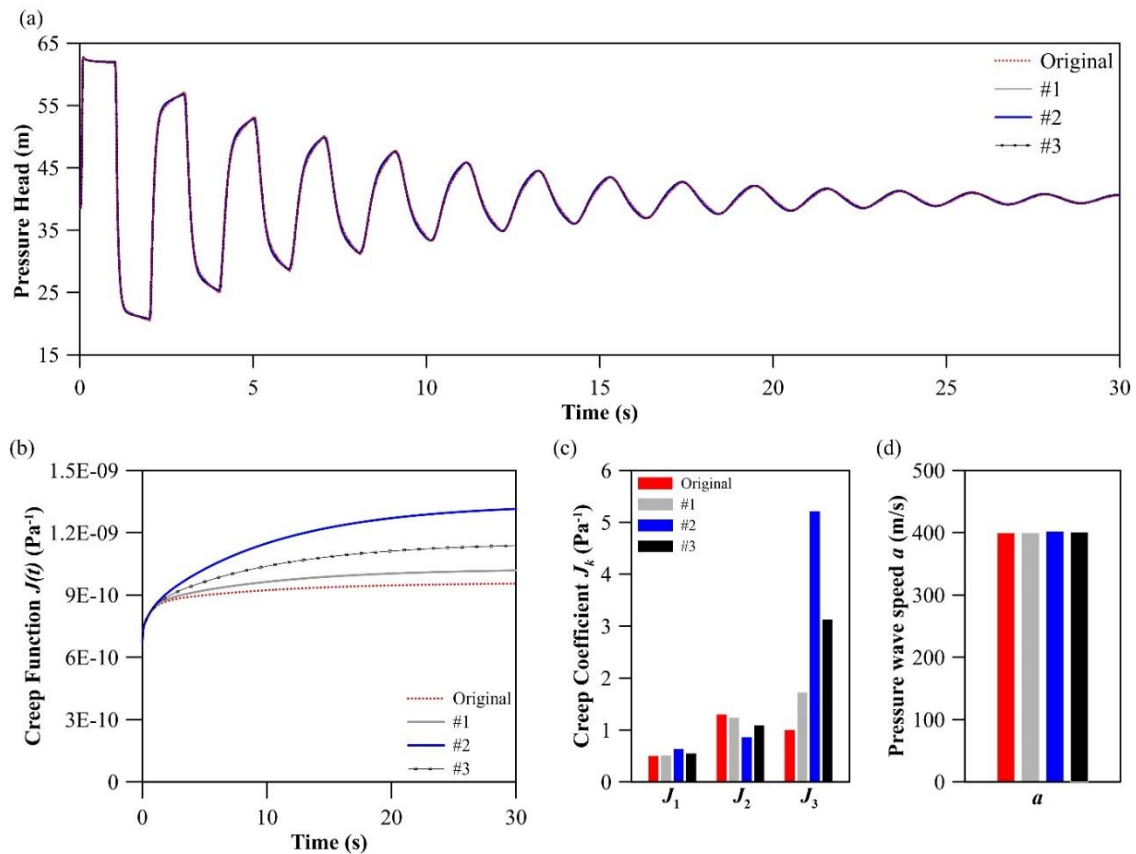 (a)
65
55
45
35
25
15
Pressure Head (m)
Original
#1
#2
#3
0 5 10 15 20 25 30
Time (s)
(b)
1.5E-09
1.2E-09
9E-10
6E-10
3E-10
0
Creep Function J(t) (Pa⁻¹)
Original
#1
#2
#3
0 10 20 30
Time (s)
(c)
6
5
4
3
2
1
0
Creep Coefficient Jₖ (Pa⁻¹)
Original
#1
#2
#3
J₁ J₂ J₃
(d)
500
400
300
200
100
0
Pressure wave speed a (m/s)
a